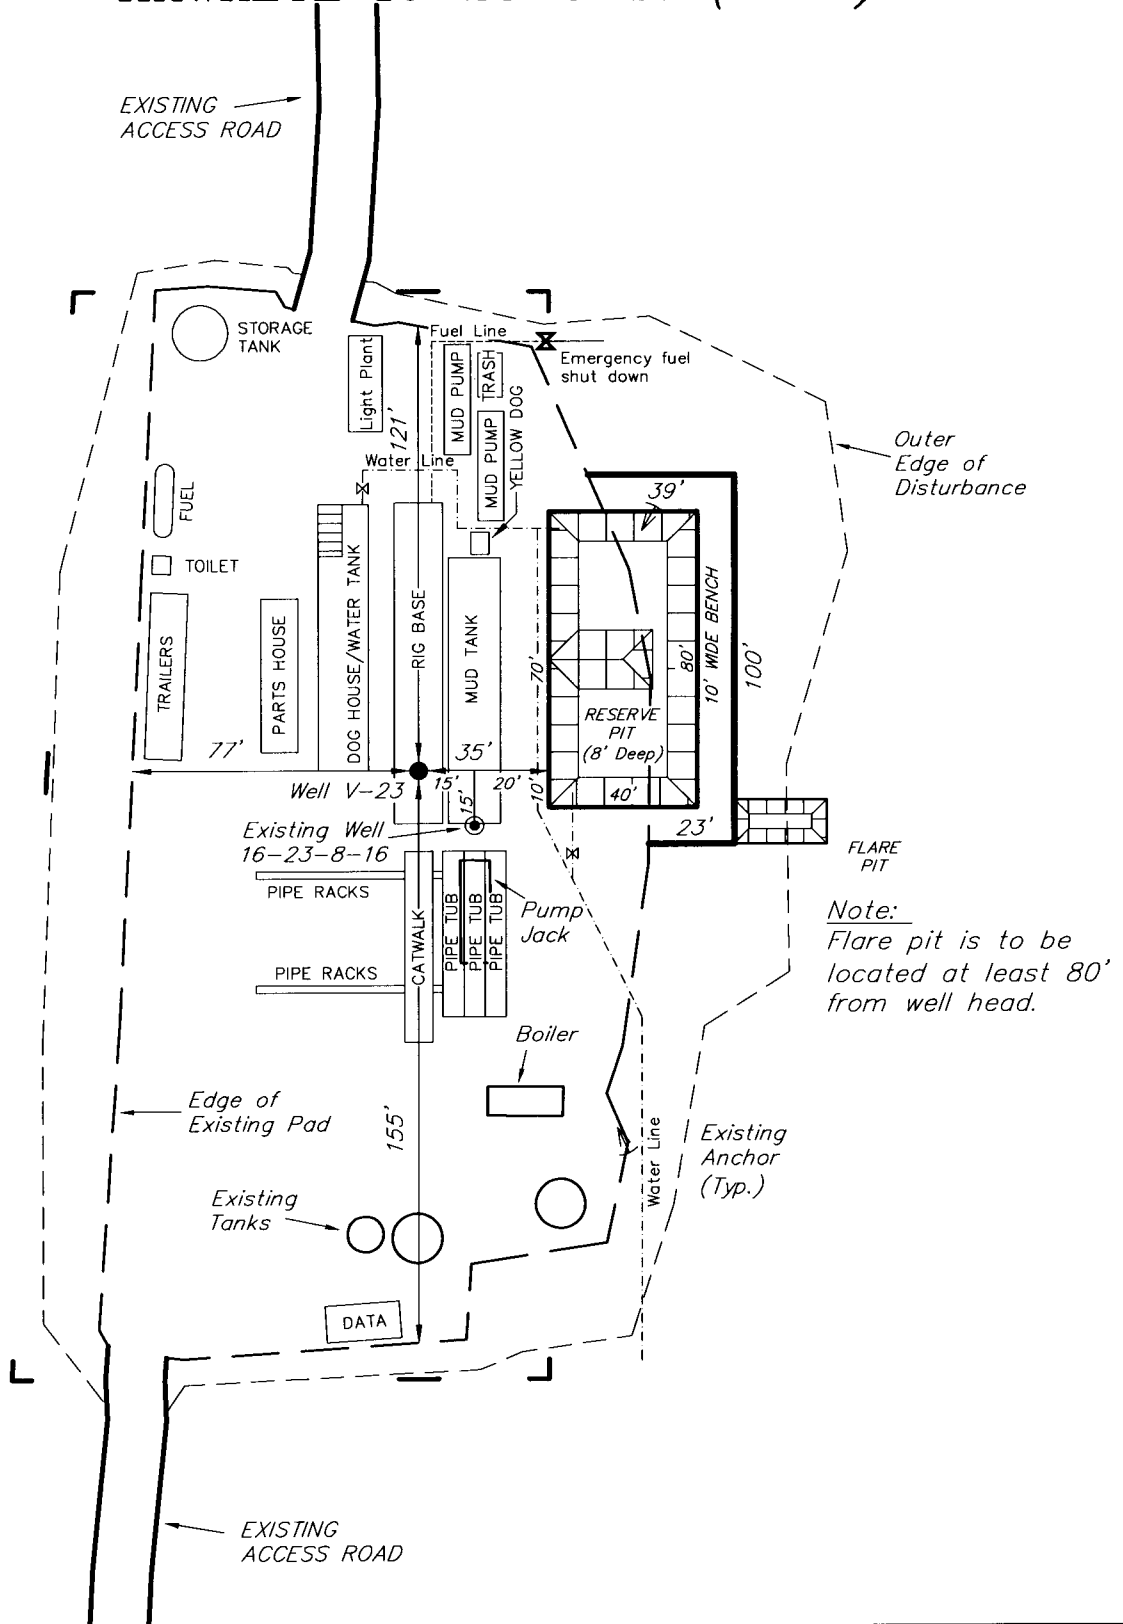 EXISTING
ACCESS ROAD
STORAGE
TANK
Light Plant
121'
Fuel Line
MUD PUMP
TRASH
MUD PUMP
YELLOW DOG
Emergency fuel
shut down
Outer
Edge of
Disturbance
Water Line
39'
FUEL
TOILET
TRAILERS
PARTS HOUSE
DOG HOUSE/WATER TANK
RIG BASE
MUD TANK
70'
80'
10' WIDE BENCH
100'
RESERVE
PIT
(8' Deep)
77'
35'
Well V-23
15'
20'
15'
10'
40'
23'
Existing Well
16-23-8-16
FLARE
PIT
PIPE RACKS
CATWALK
PIPE TUB
PIPE TUB
PIPE TUB
Pump
Jack
PIPE RACKS
Note:
Flare pit is to be
located at least 80'
from well head.
Boiler
Edge of
Existing Pad
155'
Water Line
Existing
Anchor
(Typ.)
Existing
Tanks
DATA
EXISTING
ACCESS ROAD